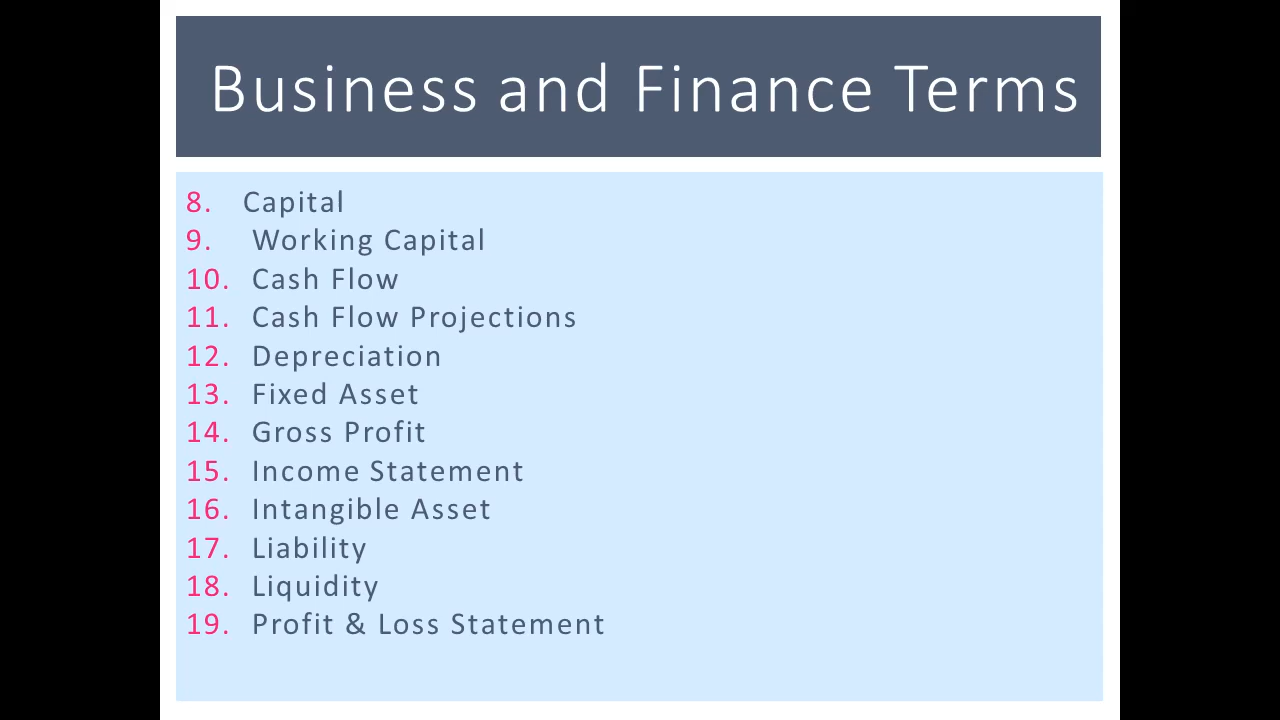 Business and Finance Terms
8. Capital
9. Working Capital
10. Cash Flow
11. Cash Flow Projections
12. Depreciation
13. Fixed Asset
14. Gross Profit
15. Income Statement
16. Intangible Asset
17. Liability
18. Liquidity
19. Profit & Loss Statement